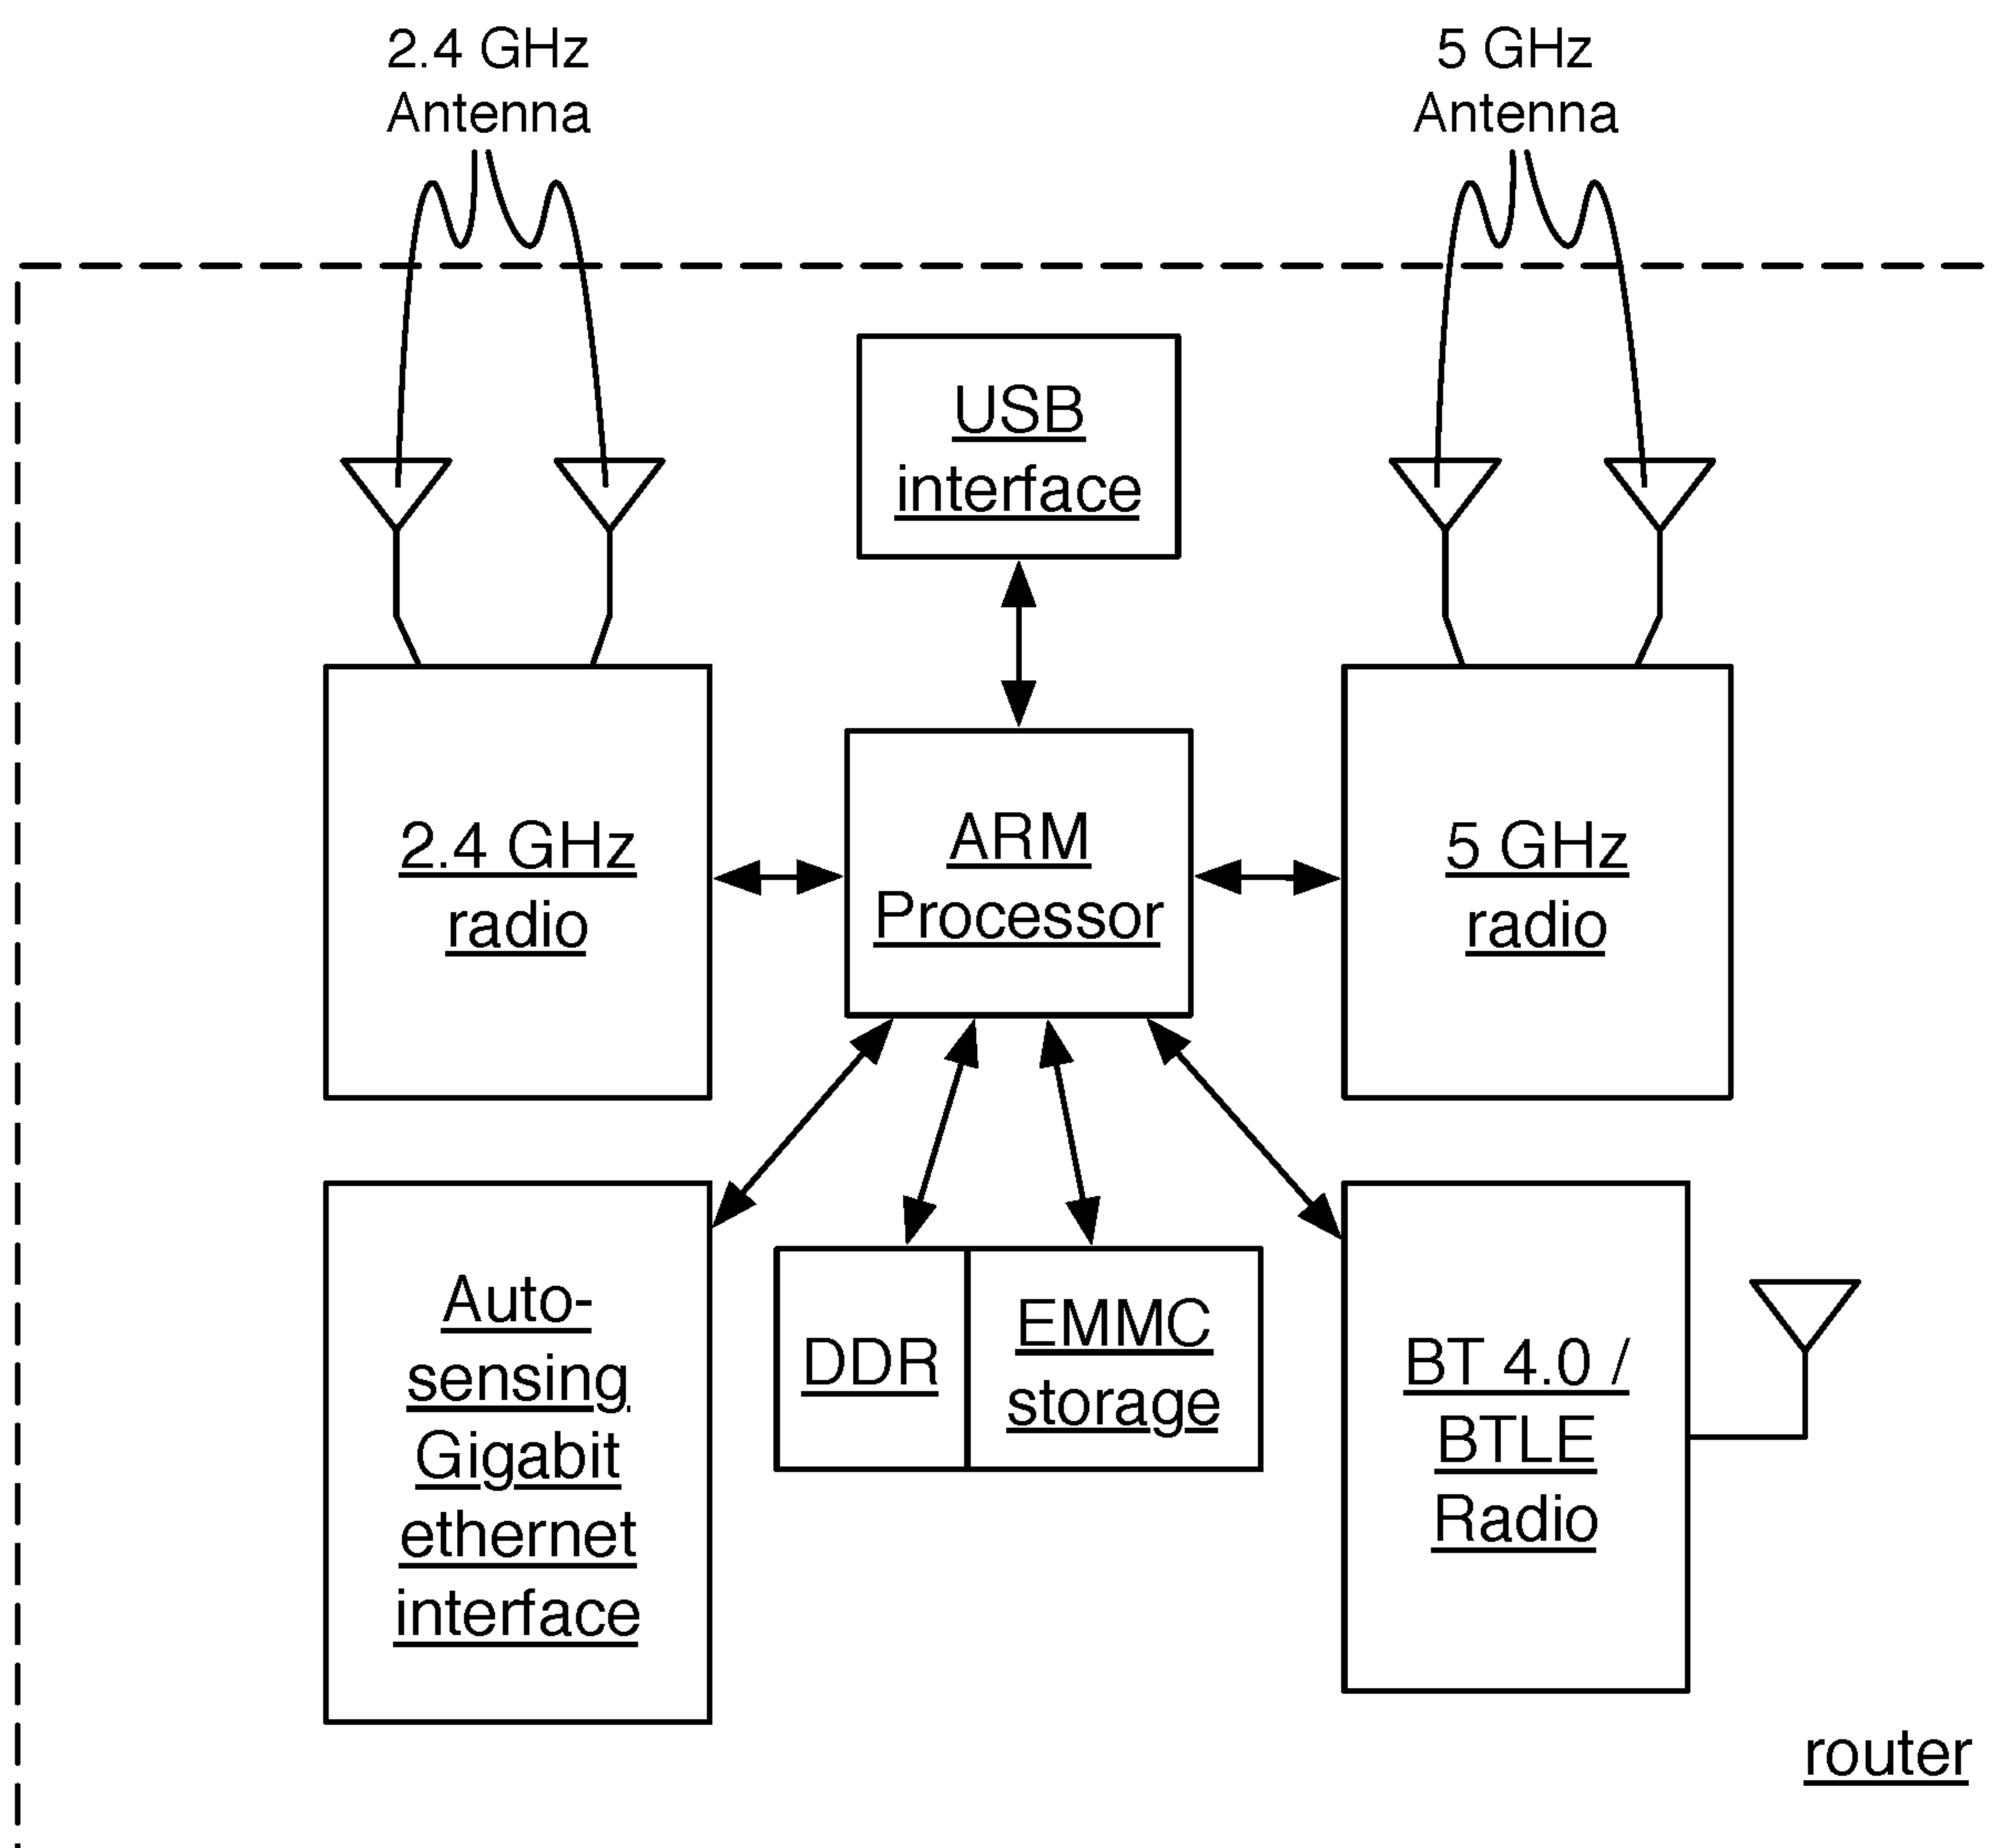 2.4 GHz
Antenna
5 GHz
Antenna
USB
interface
2.4 GHz
radio
ARM
Processor
5 GHz
radio
Auto-
sensing
Gigabit
ethernet
interface
DDR
EMMC
storage
BT 4.0 /
BTLE
Radio
router